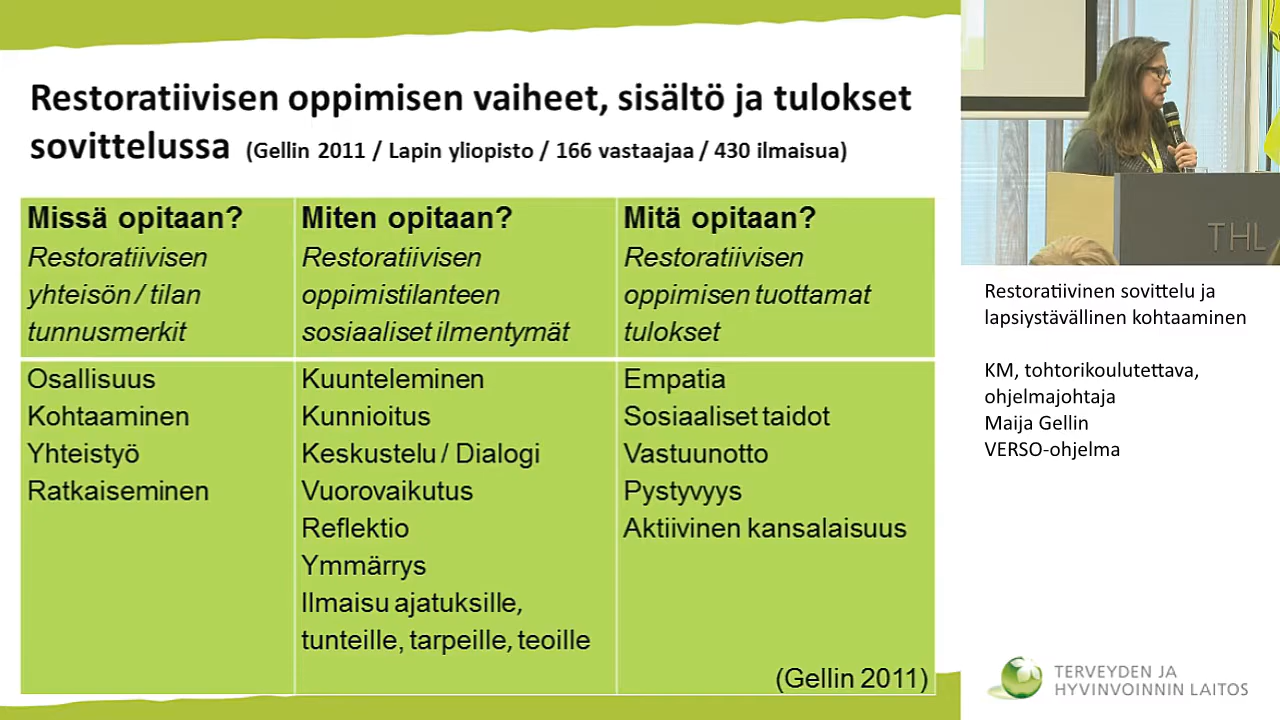 Restoratiivisen oppimisen vaiheet, sisältö ja tulokset
sovittelussa (Gellin 2011 / Lapin yliopisto / 166 vastaajaa / 430 ilmaisua)
Missä opitaan?
Restoratiivisen
yhteisön / tilan
tunnusmerkit
Miten opitaan?
Restoratiivisen
oppimistilanteen
sosiaaliset ilmentymät
Mitä opitaan?
Restoratiivisen
oppimisen tuottamat
tulokset
Osallisuus
Kohtaaminen
Yhteistyö
Ratkaiseminen
Kuunteleminen
Kunnioitus
Keskustelu / Dialogi
Vuorovaikutus
Reflektio
Ymmärrys
Ilmaisu ajatuksille,
tunteille, tarpeille, teoille
Empatia
Sosiaaliset taidot
Vastuunotto
Pystyvyys
Aktiivinen kansalaisuus
(Gellin 2011)
THL
Restoratiivinen sovittelu ja
lapsiystävällinen kohtaaminen
KM, tohtorikoulutettava,
ohjelmajohtaja
Maija Gellin
VERSO-ohjelma
TERVEYDEN JA
HYVINVOINNIN LAITOS